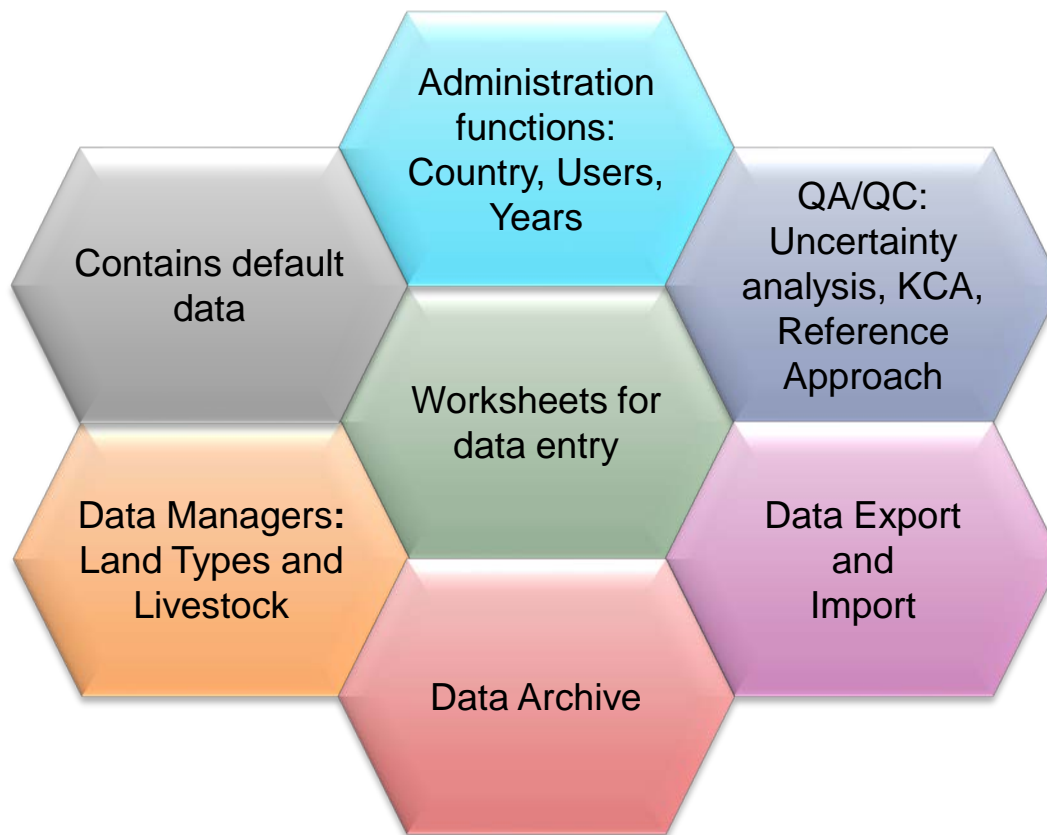 Administration
functions:
Country, Users,
Years
Contains default
data
QA/QC:
Uncertainty
analysis, KCA,
Reference
Approach
Worksheets for
data entry
Data Managers:
Land Types and
Livestock
Data Export
and
Import
Data Archive